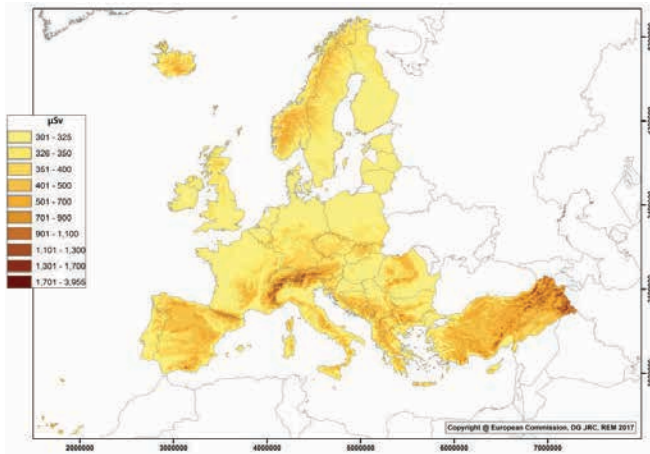 µSv
301 - 325
326 - 350
351 - 400
401 - 500
501 - 700
701 - 900
901 - 1,100
1,101 - 1,300
1,301 - 1,700
1,701 - 3,955
Copyright @ European Commission, DG JRC, REM 2017
2000000 3000000 4000000 5000000 6000000 7000000